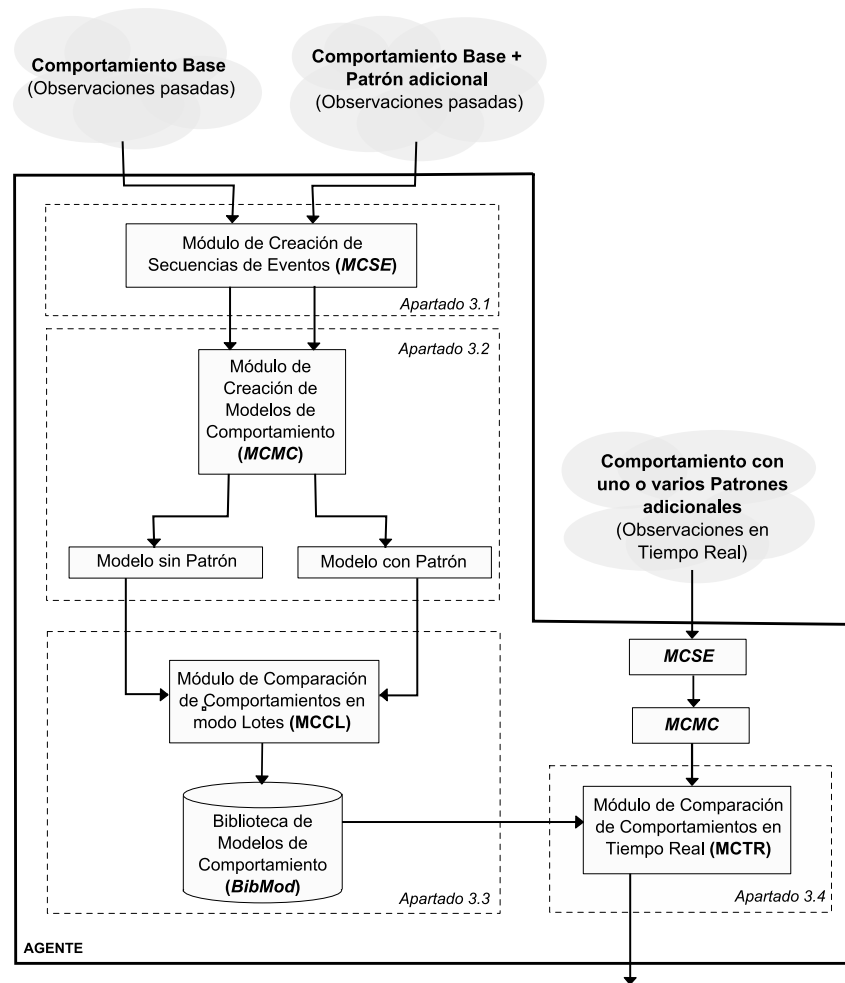 Comportamiento Base
(Observaciones pasadas)
Comportamiento Base +
Patrón adicional
(Observaciones pasadas)
Módulo de Creación de
Secuencias de Eventos (MCSE)
Apartado 3.1
Apartado 3.2
Módulo de
Creación de
Modelos de
Comportamiento
(MCMC)
Modelo sin Patrón
Modelo con Patrón
Comportamiento con
uno o varios Patrones
adicionales
(Observaciones en
Tiempo Real)
MCSE
MCMC
Módulo de Comparación
de Comportamientos en
modo Lotes (MCCL)
Biblioteca de
Modelos de
Comportamiento
(BibMod)
Apartado 3.3
Módulo de Comparación
de Comportamientos en
Tiempo Real (MCTR)
Apartado 3.4
AGENTE